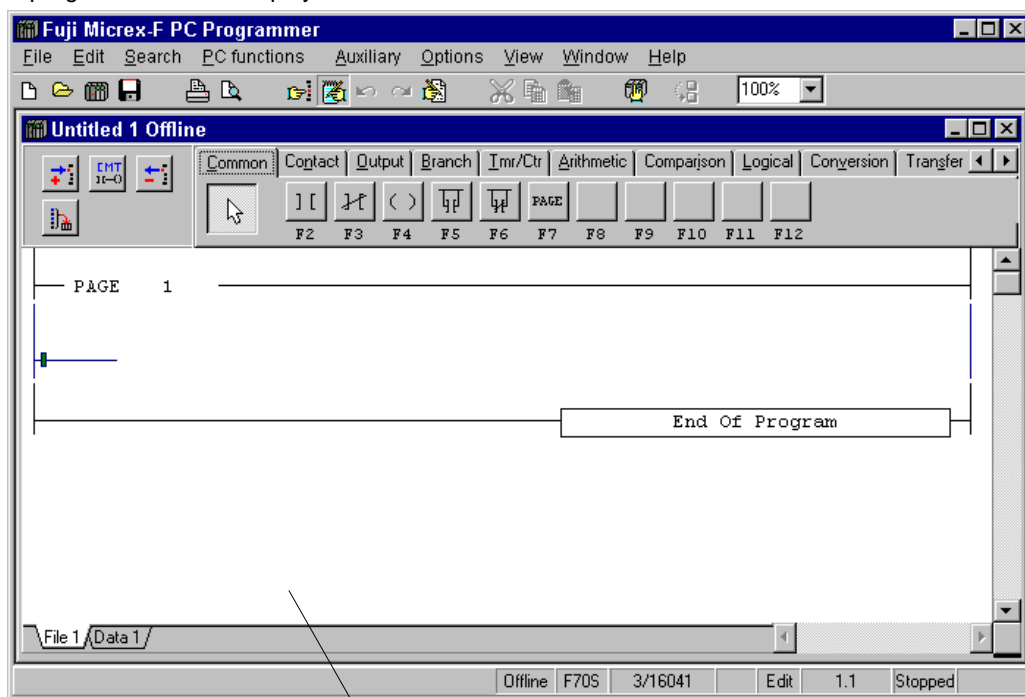 Fuji Micrex-F PC Programmer
File Edit Search PC functions Auxiliary Options View Window Help
100%
Untitled 1 Offline
CMT
Common Contact Output Branch Tmr/Ctr Arithmetic Comparison Logical Conversion Transfer
PAGE
F2 F3 F4 F5 F6 F7 F8 F9 F10 F11 F12
PAGE 1
End Of Program
File 1 Data 1
Offline F70S 3/16041 Edit 1.1 Stopped